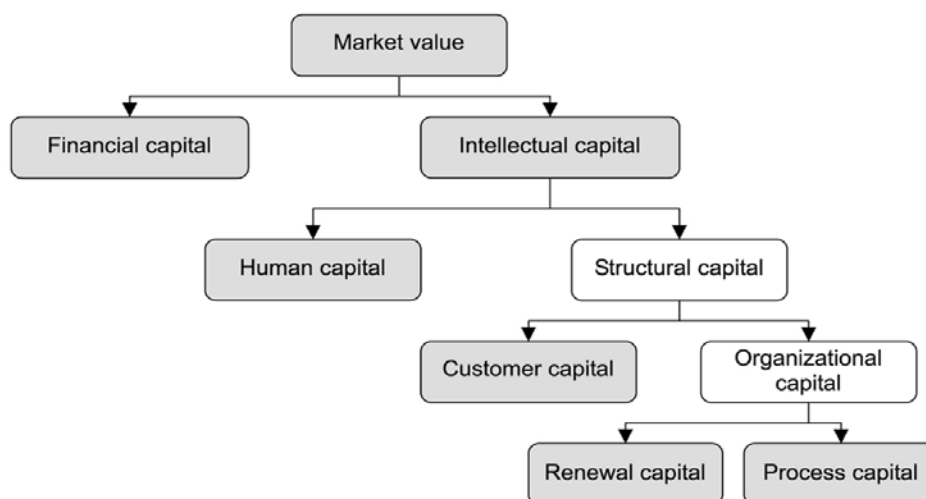 Market value
Financial capital
Intellectual capital
Human capital
Structural capital
Customer capital
Organizational
capital
Renewal capital
Process capital